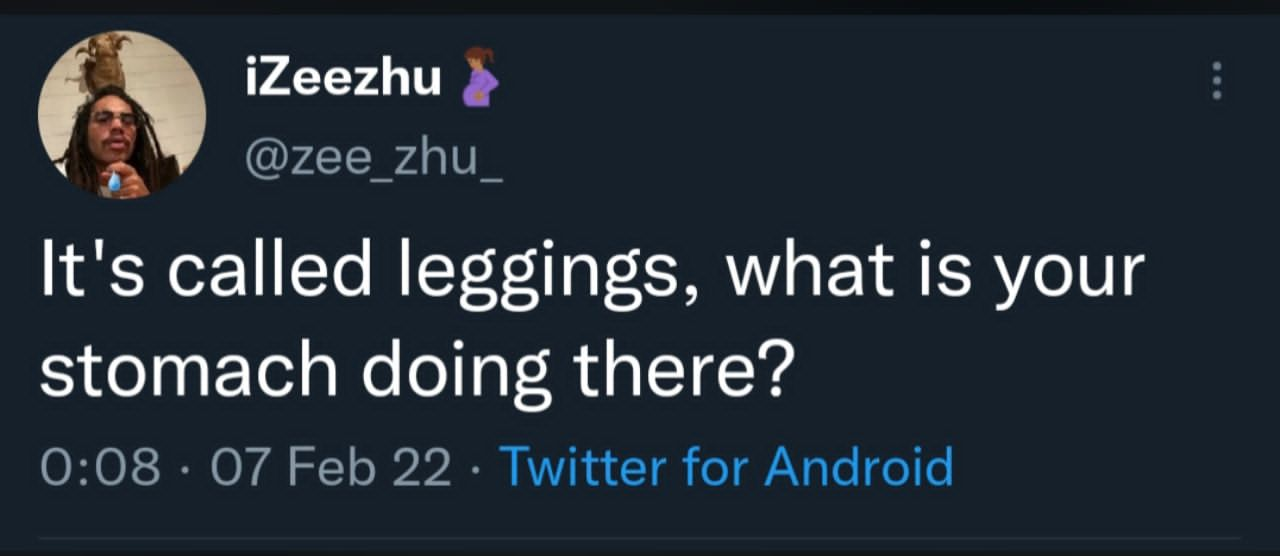 iZeezhu 🤰🏾
@zee_zhu_
It's called leggings, what is your
stomach doing there?
0:08 · 07 Feb 22 · Twitter for Android